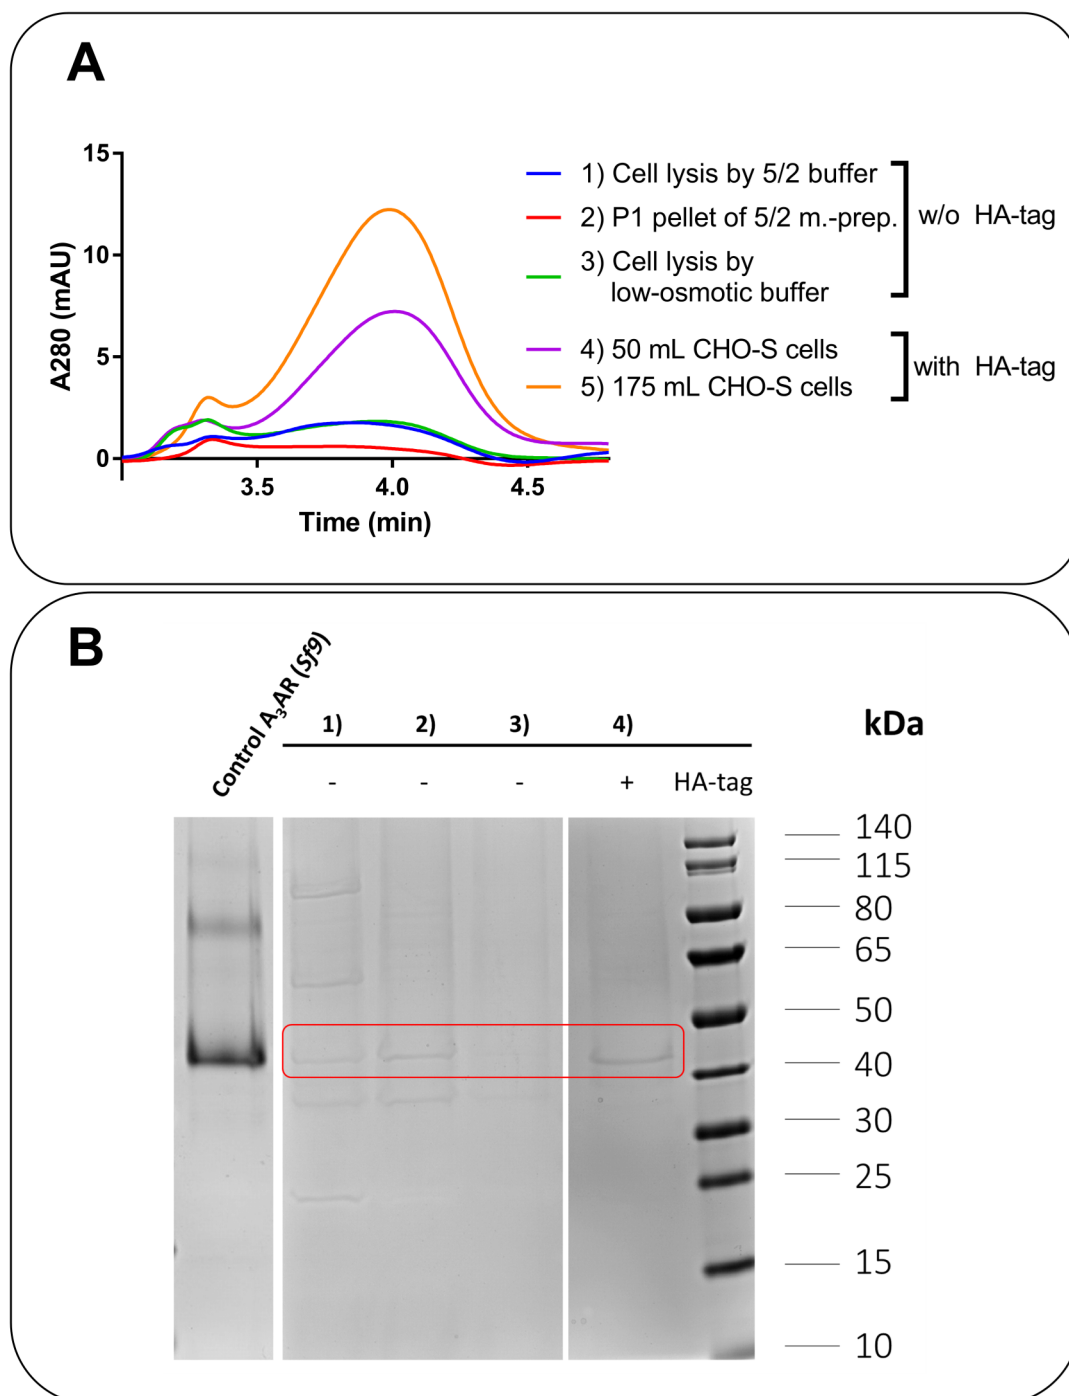 A
15
10
5
0
A280 (mAU)
3.5
4.0
4.5
Time (min)
1) Cell lysis by 5/2 buffer
2) P1 pellet of 5/2 m.-prep.
3) Cell lysis by
low-osmotic buffer
w/o HA-tag
4) 50 mL CHO-S cells
5) 175 mL CHO-S cells
with HA-tag
B
Control A₃AR (Sf9)
1) 2) 3) 4)
kDa
- - - + HA-tag
140
115
80
65
50
40
30
25
15
10